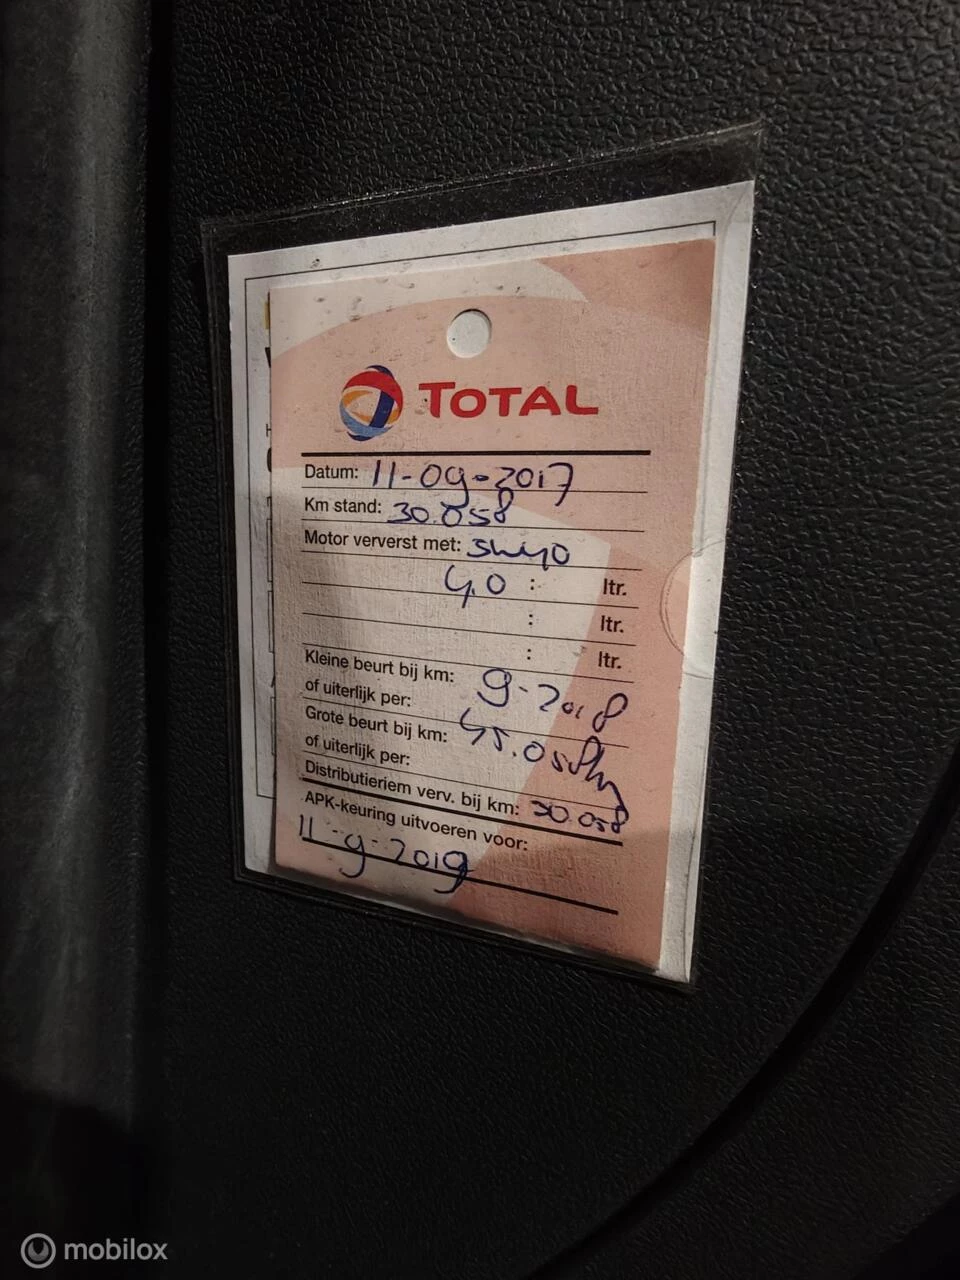 TOTAL
Datum: 11-09-2017
Km stand: 30.058
Motor ververst met: 5w40
4,0 : ltr.
: ltr.
: ltr.
Kleine beurt bij km:
of uiterlijk per: 9-2018
Grote beurt bij km: 45.058km
of uiterlijk per:
Distributieriem verv. bij km: 30.058
APK-keuring uitvoeren voor:
11-9-2019
mobilox